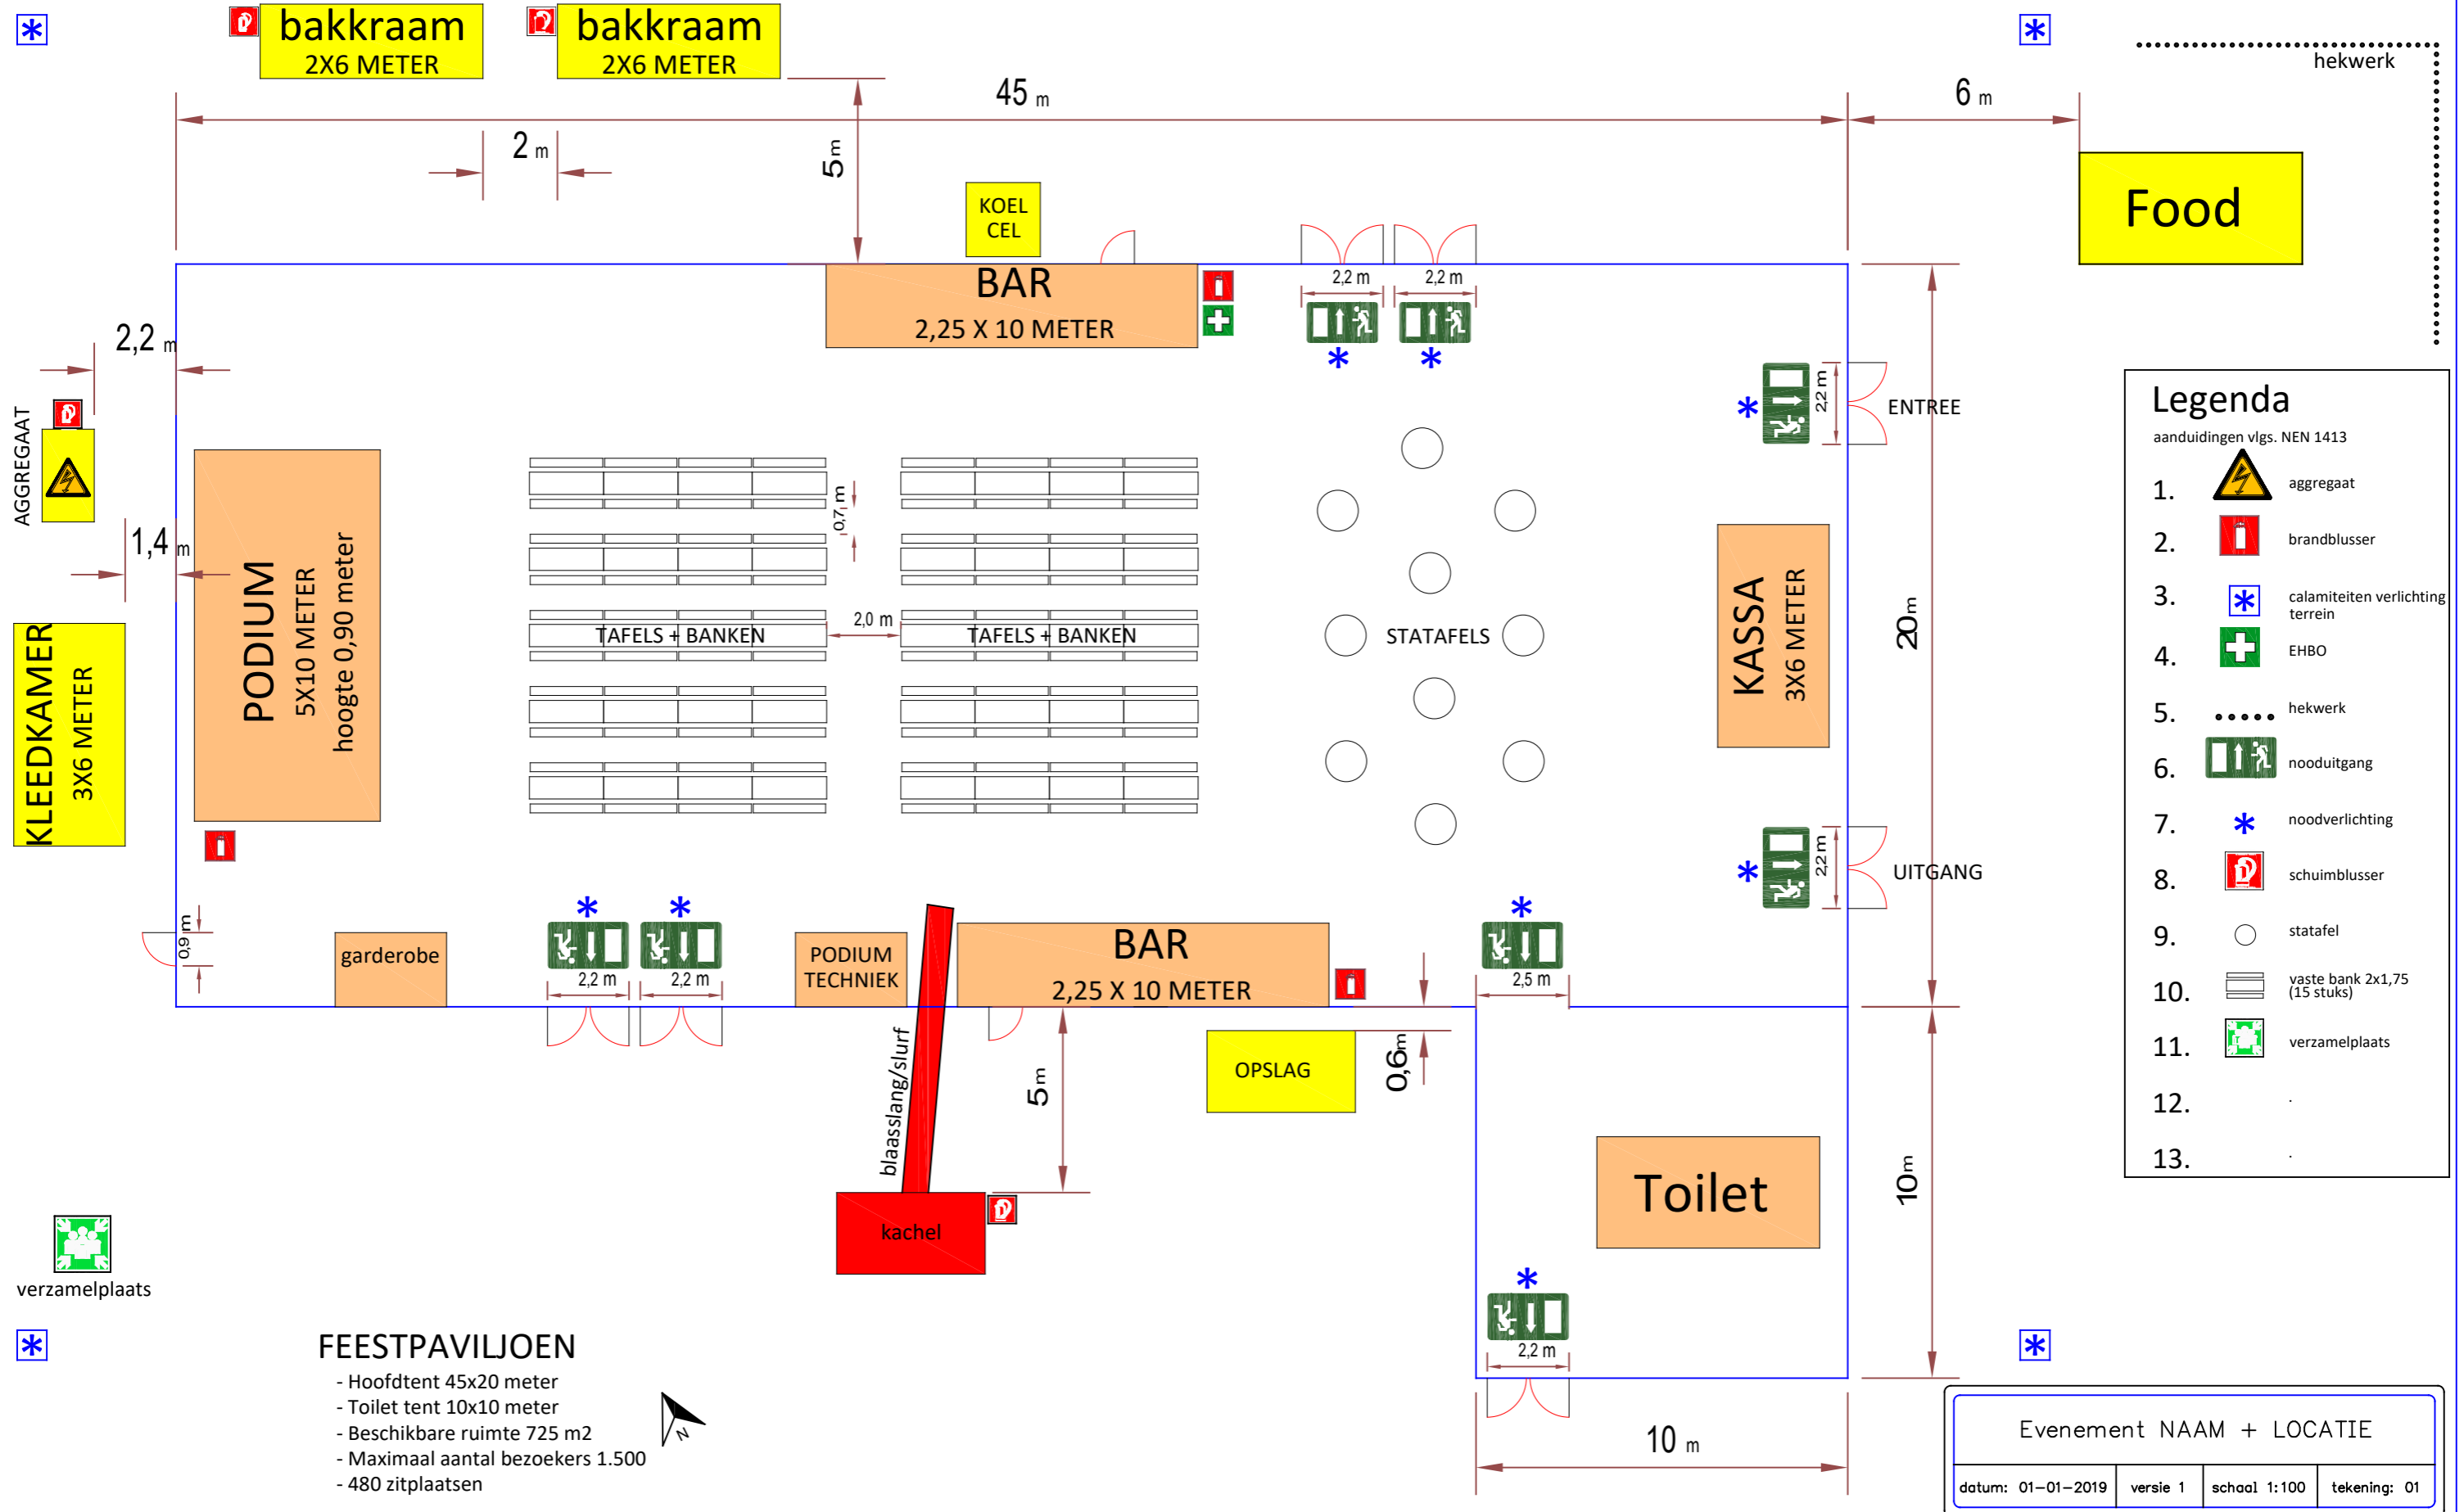 bakkraam
2X6 METER
bakkraam
2X6 METER
hekwerk
45 m
6 m
2 m
5m
Food
KOEL
CEL
BAR
2,25 X 10 METER
2,2 m
2,2 m
2,2 m
2,2 m
ENTREE
AGGREGAAT
1,4 m
0,7 m
PODIUM
5X10 METER
hoogte 0,90 meter
KLEEDKAMER
3X6 METER
TAFELS + BANKEN
2,0 m
TAFELS + BANKEN
STATAFELS
KASSA
3X6 METER
20m
2,2 m
UITGANG
0,9 m
garderobe
2,2 m
2,2 m
PODIUM
TECHNIEK
BAR
2,25 X 10 METER
2,5 m
blaasslang/slurf
5m
OPSLAG
0,6m
10m
Toilet
kachel
verzamelplaats
2,2 m
10 m
Legenda
aanduidingen vlgs. NEN 1413
1. aggregaat
2. brandblusser
3. calamiteiten verlichting
terrein
4. EHBO
5. hekwerk
6. nooduitgang
7. noodverlichting
8. schuimblusser
9. statafel
10. vaste bank 2x1,75
(15 stuks)
11. verzamelplaats
12. .
13. .
FEESTPAVILJOEN
- Hoofdtent 45x20 meter
- Toilet tent 10x10 meter
- Beschikbare ruimte 725 m2
- Maximaal aantal bezoekers 1.500
- 480 zitplaatsen
N
Evenement NAAM + LOCATIE
datum: 01-01-2019 versie 1 schaal 1:100 tekening: 01